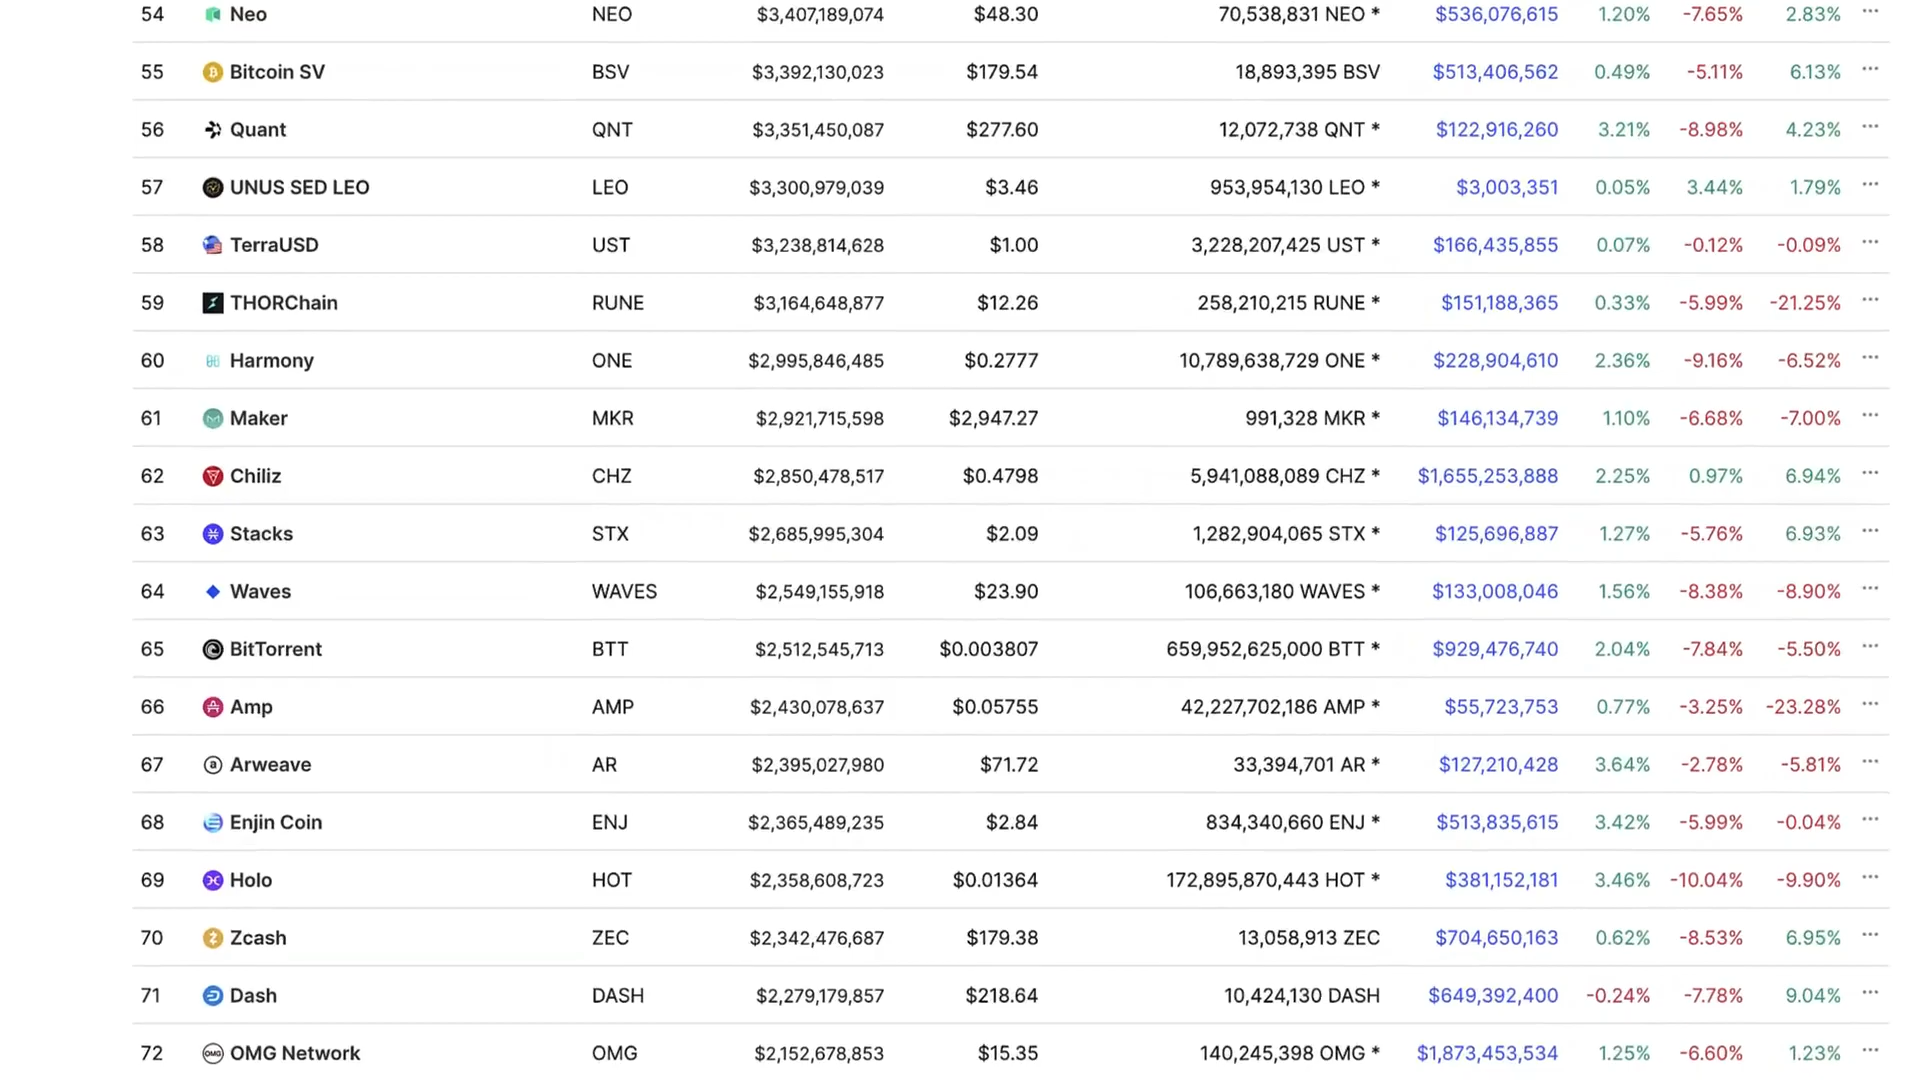 54 Neo NEO $3,407,189,074 $48.30 70,538,831 NEO * $536,076,615 1.20% -7.65% 2.83% ...
55 Bitcoin SV BSV $3,392,130,023 $179.54 18,893,395 BSV $513,406,562 0.49% -5.11% 6.13% ...
56 Quant QNT $3,351,450,087 $277.60 12,072,738 QNT * $122,916,260 3.21% -8.98% 4.23% ...
57 UNUS SED LEO LEO $3,300,979,039 $3.46 953,954,130 LEO * $3,003,351 0.05% 3.44% 1.79% ...
58 TerraUSD UST $3,238,814,628 $1.00 3,228,207,425 UST * $166,435,855 0.07% -0.12% -0.09% ...
59 THORChain RUNE $3,164,648,877 $12.26 258,210,215 RUNE * $151,188,365 0.33% -5.99% -21.25% ...
60 Harmony ONE $2,995,846,485 $0.2777 10,789,638,729 ONE * $228,904,610 2.36% -9.16% -6.52% ...
61 Maker MKR $2,921,715,598 $2,947.27 991,328 MKR * $146,134,739 1.10% -6.68% -7.00% ...
62 Chiliz CHZ $2,850,478,517 $0.4798 5,941,088,089 CHZ * $1,655,253,888 2.25% 0.97% 6.94% ...
63 Stacks STX $2,685,995,304 $2.09 1,282,904,065 STX * $125,696,887 1.27% -5.76% 6.93% ...
64 Waves WAVES $2,549,155,918 $23.90 106,663,180 WAVES * $133,008,046 1.56% -8.38% -8.90% ...
65 BitTorrent BTT $2,512,545,713 $0.003807 659,952,625,000 BTT * $929,476,740 2.04% -7.84% -5.50% ...
66 Amp AMP $2,430,078,637 $0.05755 42,227,702,186 AMP * $55,723,753 0.77% -3.25% -23.28% ...
67 Arweave AR $2,395,027,980 $71.72 33,394,701 AR * $127,210,428 3.64% -2.78% -5.81% ...
68 Enjin Coin ENJ $2,365,489,235 $2.84 834,340,660 ENJ * $513,835,615 3.42% -5.99% -0.04% ...
69 Holo HOT $2,358,608,723 $0.01364 172,895,870,443 HOT * $381,152,181 3.46% -10.04% -9.90% ...
70 Zcash ZEC $2,342,476,687 $179.38 13,058,913 ZEC $704,650,163 0.62% -8.53% 6.95% ...
71 Dash DASH $2,279,179,857 $218.64 10,424,130 DASH $649,392,400 -0.24% -7.78% 9.04% ...
72 OMG OMG Network OMG $2,152,678,853 $15.35 140,245,398 OMG * $1,873,453,534 1.25% -6.60% 1.23% ...